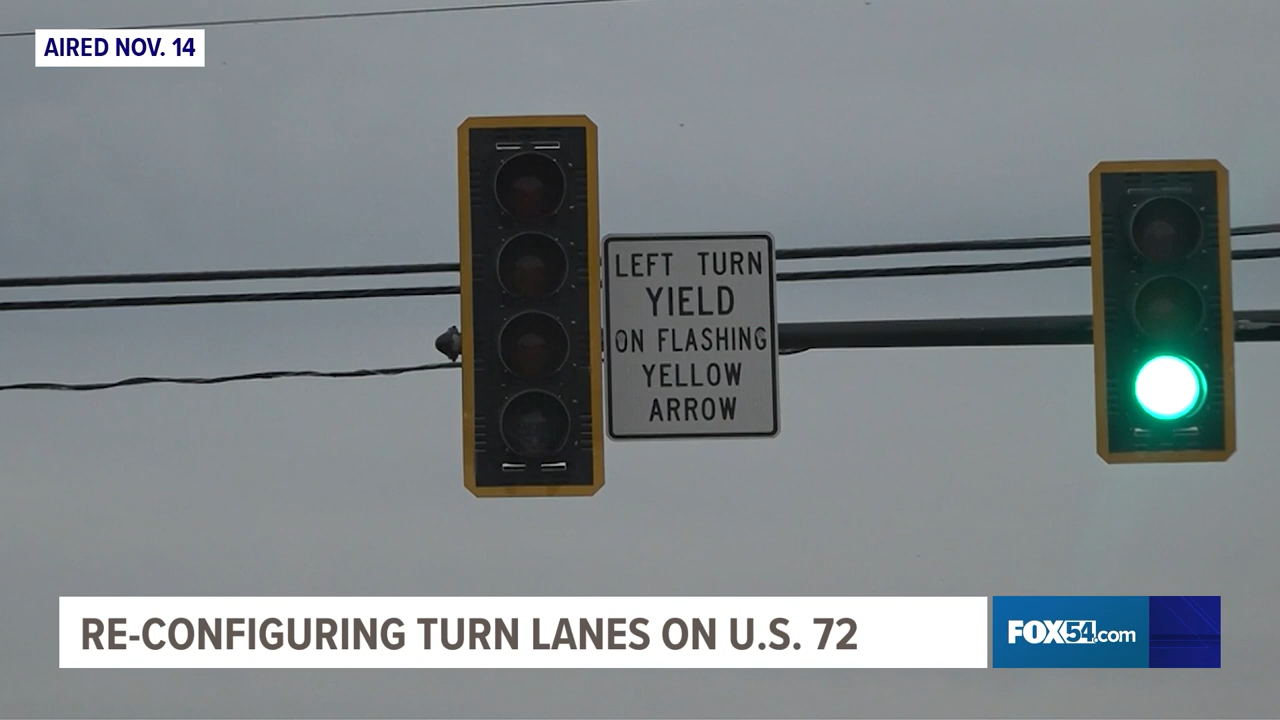 AIRED NOV. 14
LEFT TURN
YIELD
ON FLASHING
YELLOW
ARROW
RE-CONFIGURING TURN LANES ON U.S. 72
FOX54.com